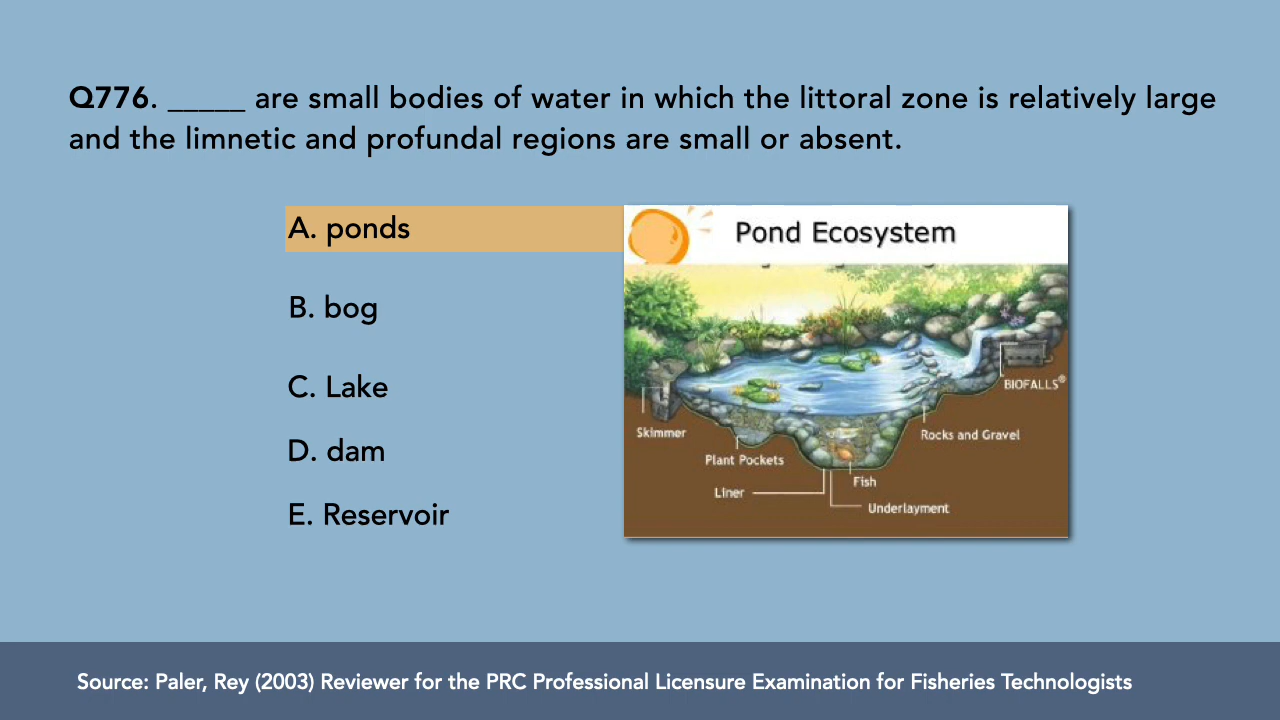 Q776. _____ are small bodies of water in which the littoral zone is relatively large
and the limnetic and profundal regions are small or absent.
A. ponds
B. bog
C. Lake
D. dam
E. Reservoir
Pond Ecosystem
BIOFALLS®
Skimmer
Rocks and Gravel
Plant Pockets
Fish
Liner
Underlayment
Source: Paler, Rey (2003) Reviewer for the PRC Professional Licensure Examination for Fisheries Technologists